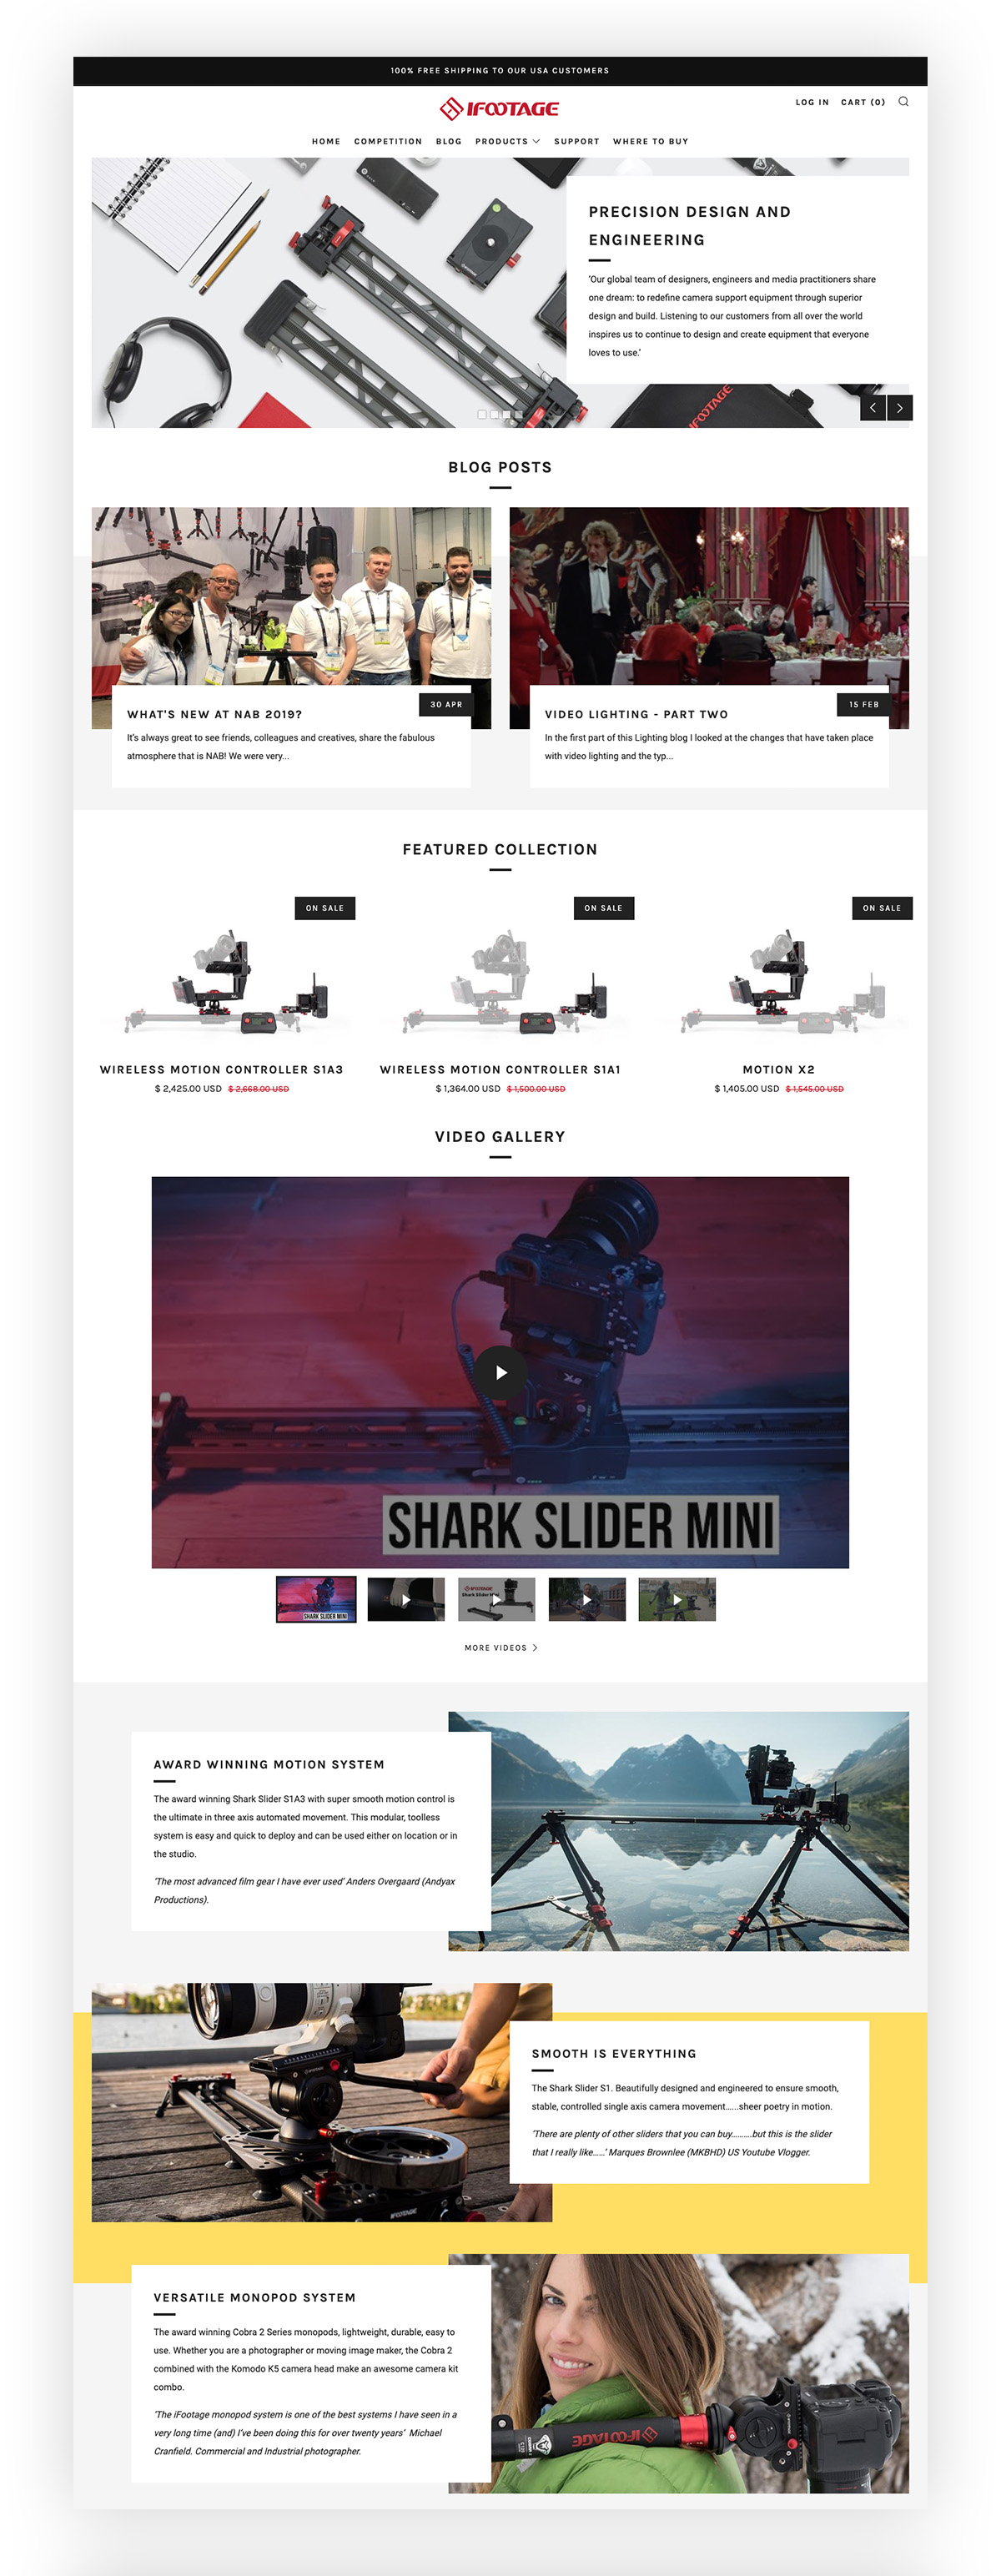 100% FREE SHIPPING TO OUR USA CUSTOMERS
IFOOTAGE
LOG IN CART (0)
HOME COMPETITION BLOG PRODUCTS SUPPORT WHERE TO BUY
PRECISION DESIGN AND
ENGINEERING
'Our global team of designers, engineers and media practitioners share
one dream: to redefine camera support equipment through superior
design and build. Listening to our customers from all over the world
inspires us to continue to design and create equipment that everyone
loves to use.'
IFOOTAGE
BLOG POSTS
30 APR
WHAT'S NEW AT NAB 2019?
It's always great to see friends, colleagues and creatives, share the fabulous
atmosphere that is NAB! We were very...
15 FEB
VIDEO LIGHTING - PART TWO
In the first part of this Lighting blog I looked at the changes that have taken place
with video lighting and the typ...
FEATURED COLLECTION
ON SALE
WIRELESS MOTION CONTROLLER S1A3
$ 2,425.00 USD $ 2,668.00 USD
ON SALE
WIRELESS MOTION CONTROLLER S1A1
$ 1,364.00 USD $ 1,500.00 USD
ON SALE
MOTION X2
$ 1,405.00 USD $ 1,545.00 USD
VIDEO GALLERY
X2
SHARK SLIDER MINI
SHARK SLIDER MINI
IFOOTAGE
Shark Slider
MORE VIDEOS
AWARD WINNING MOTION SYSTEM
The award winning Shark Slider S1A3 with super smooth motion control is
the ultimate in three axis automated movement. This modular, toolless
system is easy and quick to deploy and can be used either on location or in
the studio.
'The most advanced film gear I have ever used' Anders Overgaard (Andyax
Productions).
SMOOTH IS EVERYTHING
The Shark Slider S1. Beautifully designed and engineered to ensure smooth,
stable, controlled single axis camera movement......sheer poetry in motion.
'There are plenty of other sliders that you can buy..........but this is the slider
that I really like......' Marques Brownlee (MKBHD) US Youtube Vlogger.
IFOOTAGE
VERSATILE MONOPOD SYSTEM
The award winning Cobra 2 Series monopods, lightweight, durable, easy to
use. Whether you are a photographer or moving image maker, the Cobra 2
combined with the Komodo K5 camera head make an awesome camera kit
combo.
'The iFootage monopod system is one of the best systems I have seen in a
very long time (and) I've been doing this for over twenty years' Michael
Cranfield. Commercial and Industrial photographer.
IFOOTAGE